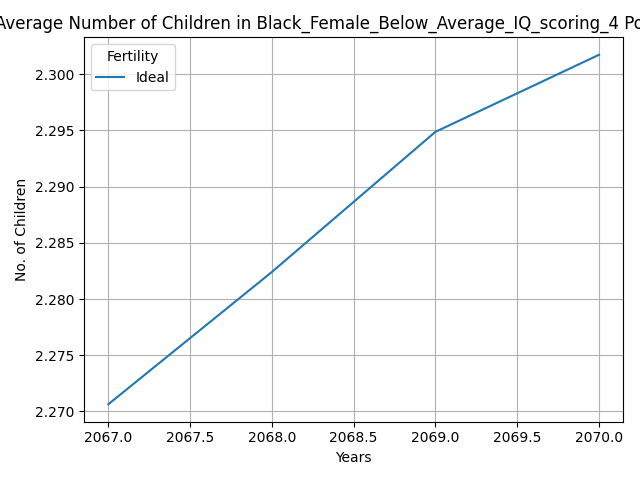 Average Number of Children in Black_Female_Below_Average_IQ_scoring_4 Po
Fertility
Ideal
2.300
2.295
2.290
2.285
2.280
2.275
2.270
No. of Children
2067.0 2067.5 2068.0 2068.5 2069.0 2069.5 2070.0
Years